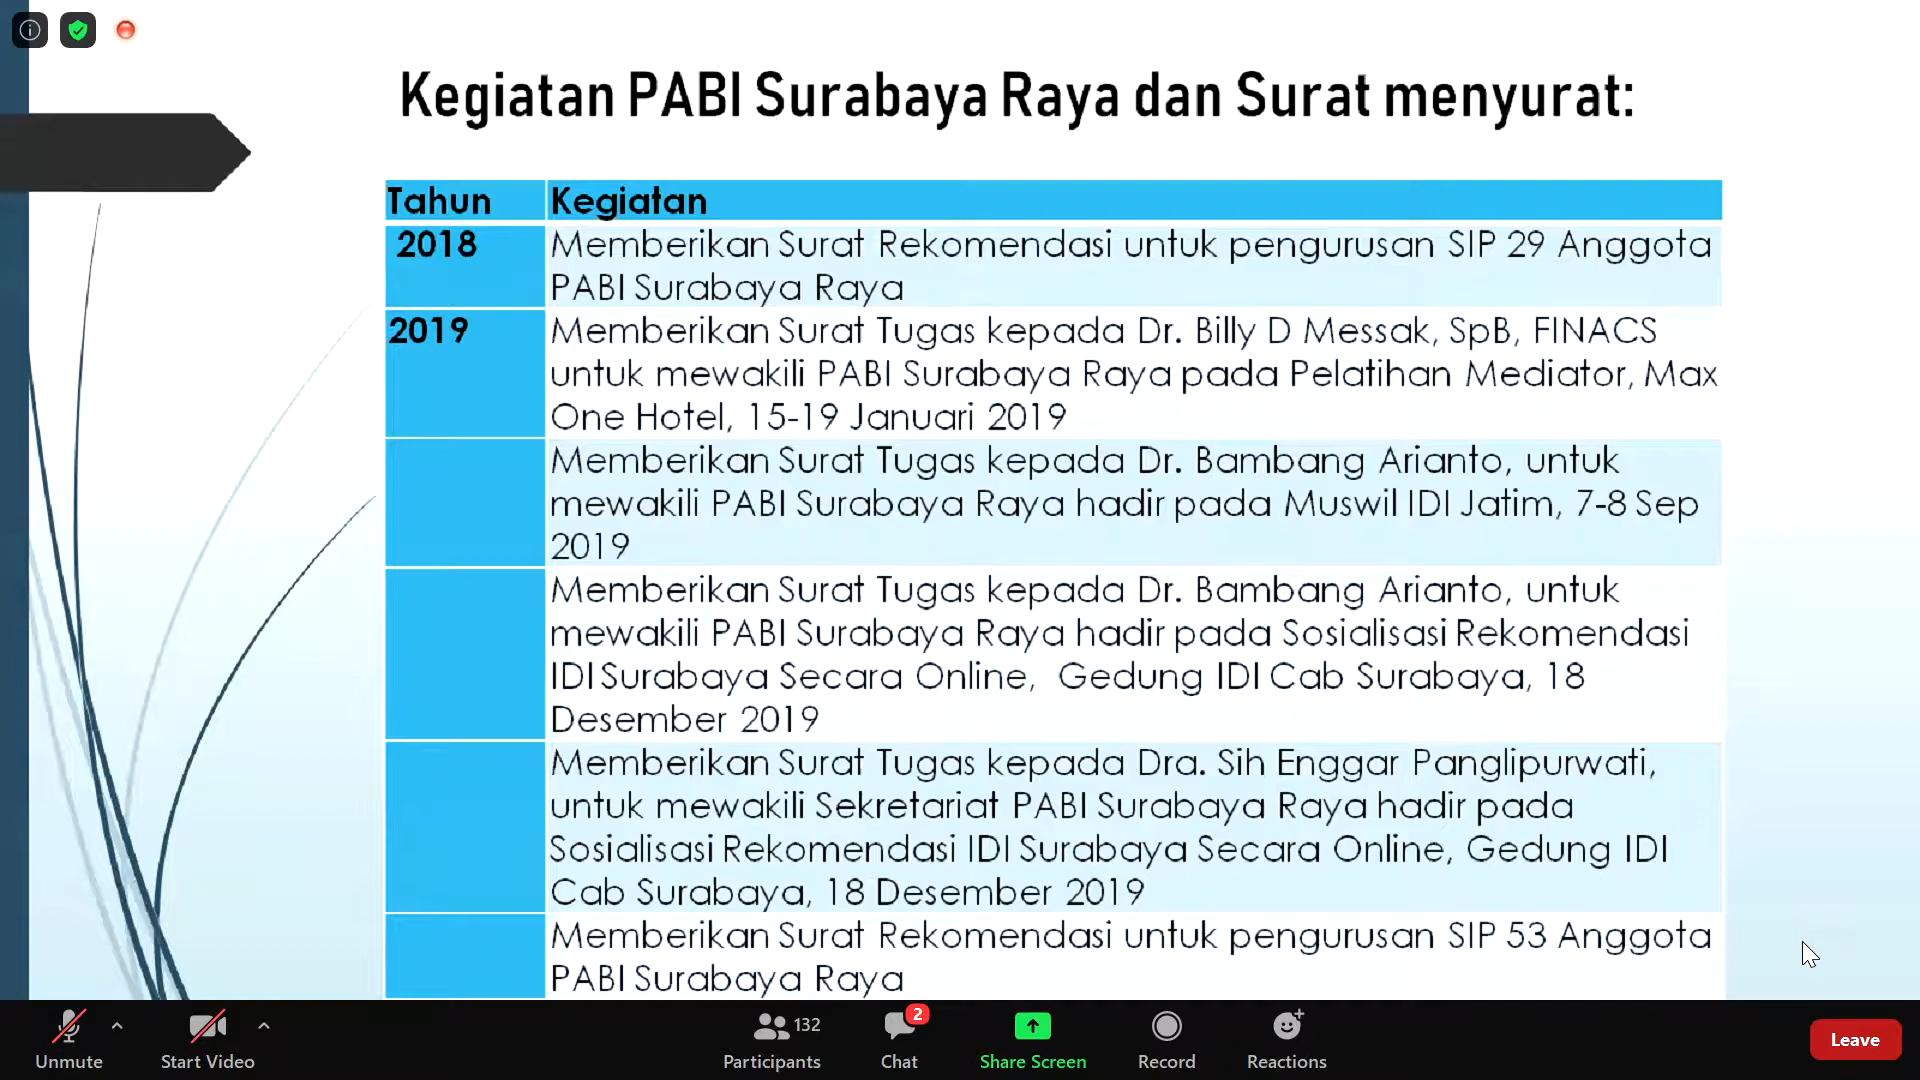 Kegiatan PABI Surabaya Raya dan Surat menyurat:
Tahun Kegiatan
2018 Memberikan Surat Rekomendasi untuk pengurusan SIP 29 Anggota
PABI Surabaya Raya
2019 Memberikan Surat Tugas kepada Dr. Billy D Messak, SpB, FINACS
untuk mewakili PABI Surabaya Raya pada Pelatihan Mediator, Max
One Hotel, 15-19 Januari 2019
Memberikan Surat Tugas kepada Dr. Bambang Arianto, untuk
mewakili PABI Surabaya Raya hadir pada Muswil IDI Jatim, 7-8 Sep
2019
Memberikan Surat Tugas kepada Dr. Bambang Arianto, untuk
mewakili PABI Surabaya Raya hadir pada Sosialisasi Rekomendasi
IDI Surabaya Secara Online, Gedung IDI Cab Surabaya, 18
Desember 2019
Memberikan Surat Tugas kepada Dra. Sih Enggar Panglipurwati,
untuk mewakili Sekretariat PABI Surabaya Raya hadir pada
Sosialisasi Rekomendasi IDI Surabaya Secara Online, Gedung IDI
Cab Surabaya, 18 Desember 2019
Memberikan Surat Rekomendasi untuk pengurusan SIP 53 Anggota
PABI Surabaya Raya
132 2
Unmute Start Video Participants Chat Share Screen Record Reactions Leave